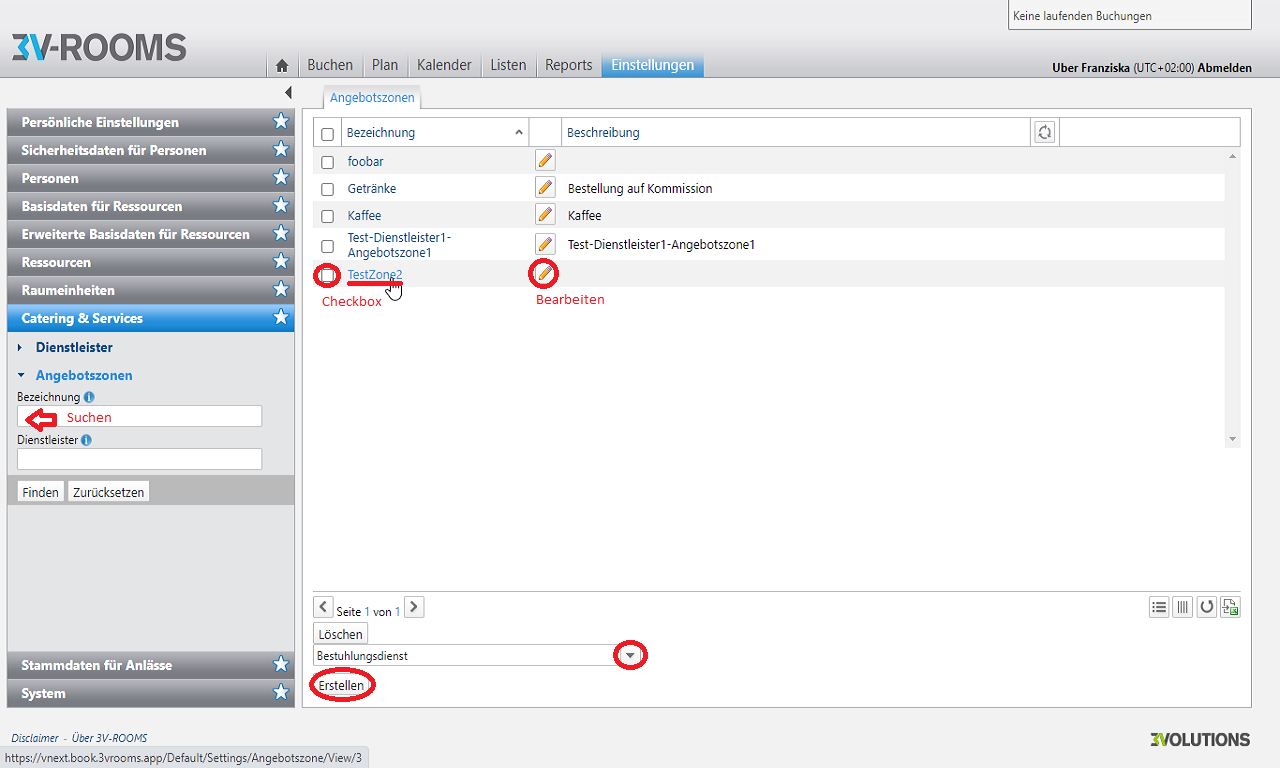 Keine laufenden Buchungen
3V-ROOMS
Buchen Plan Kalender Listen Reports Einstellungen
Uber Franziska (UTC+02:00) Abmelden
Angebotszonen
Persönliche Einstellungen
Sicherheitsdaten für Personen
Personen
Basisdaten für Ressourcen
Erweiterte Basisdaten für Ressourcen
Ressourcen
Raumeinheiten
Catering & Services
Dienstleister
Angebotszonen
Bezeichnung
Suchen
Dienstleister
Finden Zurücksetzen
Stammdaten für Anlässe
System
Bezeichnung Beschreibung
foobar
Getränke Bestellung auf Kommission
Kaffee Kaffee
Test-Dienstleister1-
Angebotszone1 Test-Dienstleister1-Angebotszone1
TestZone2
Checkbox Bearbeiten
Seite 1 von 1
Löschen
Bestuhlungsdienst
Erstellen
Disclaimer - Über 3V-ROOMS
3VOLUTIONS
https://vnext.book.3vrooms.app/Default/Settings/Angebotszone/View/3